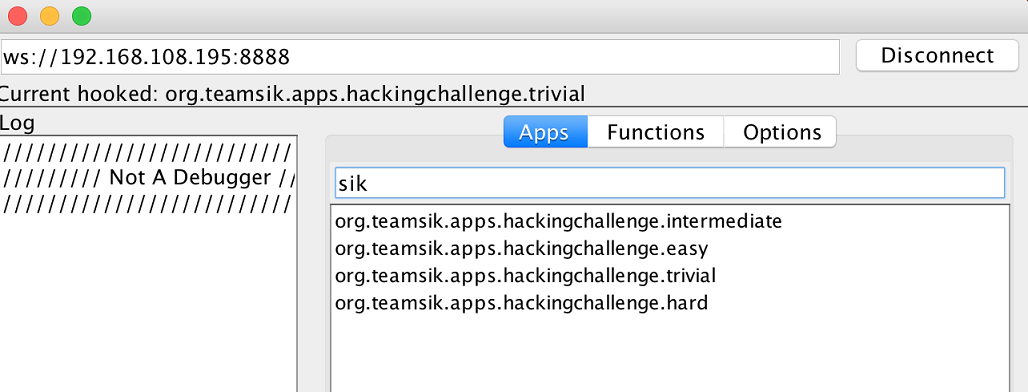 ws://192.168.108.195:8888
Disconnect
Current hooked: org.teamsik.apps.hackingchallenge.trivial
Log
Apps
Functions
Options
//////////////////////////
///////// Not A Debugger //
//////////////////////////
sik
org.teamsik.apps.hackingchallenge.intermediate
org.teamsik.apps.hackingchallenge.easy
org.teamsik.apps.hackingchallenge.trivial
org.teamsik.apps.hackingchallenge.hard